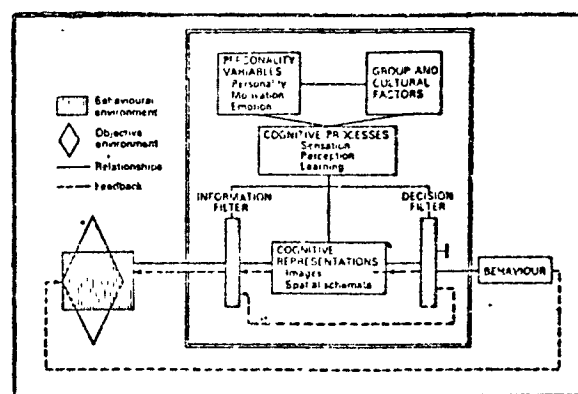 PERSONALITY
VARIABLES
Personality
Motivation
Emotion
GROUP AND
CULTURAL
FACTORS
COGNITIVE PROCESSES
Sensation
Perception
Learning
Behavioural
environment
Objective
environment
Relationships
Feedback
INFORMATION
FILTER
DECISION
FILTER
COGNITIVE
REPRESENTATIONS
Images
Spatial schemata
BEHAVIOUR